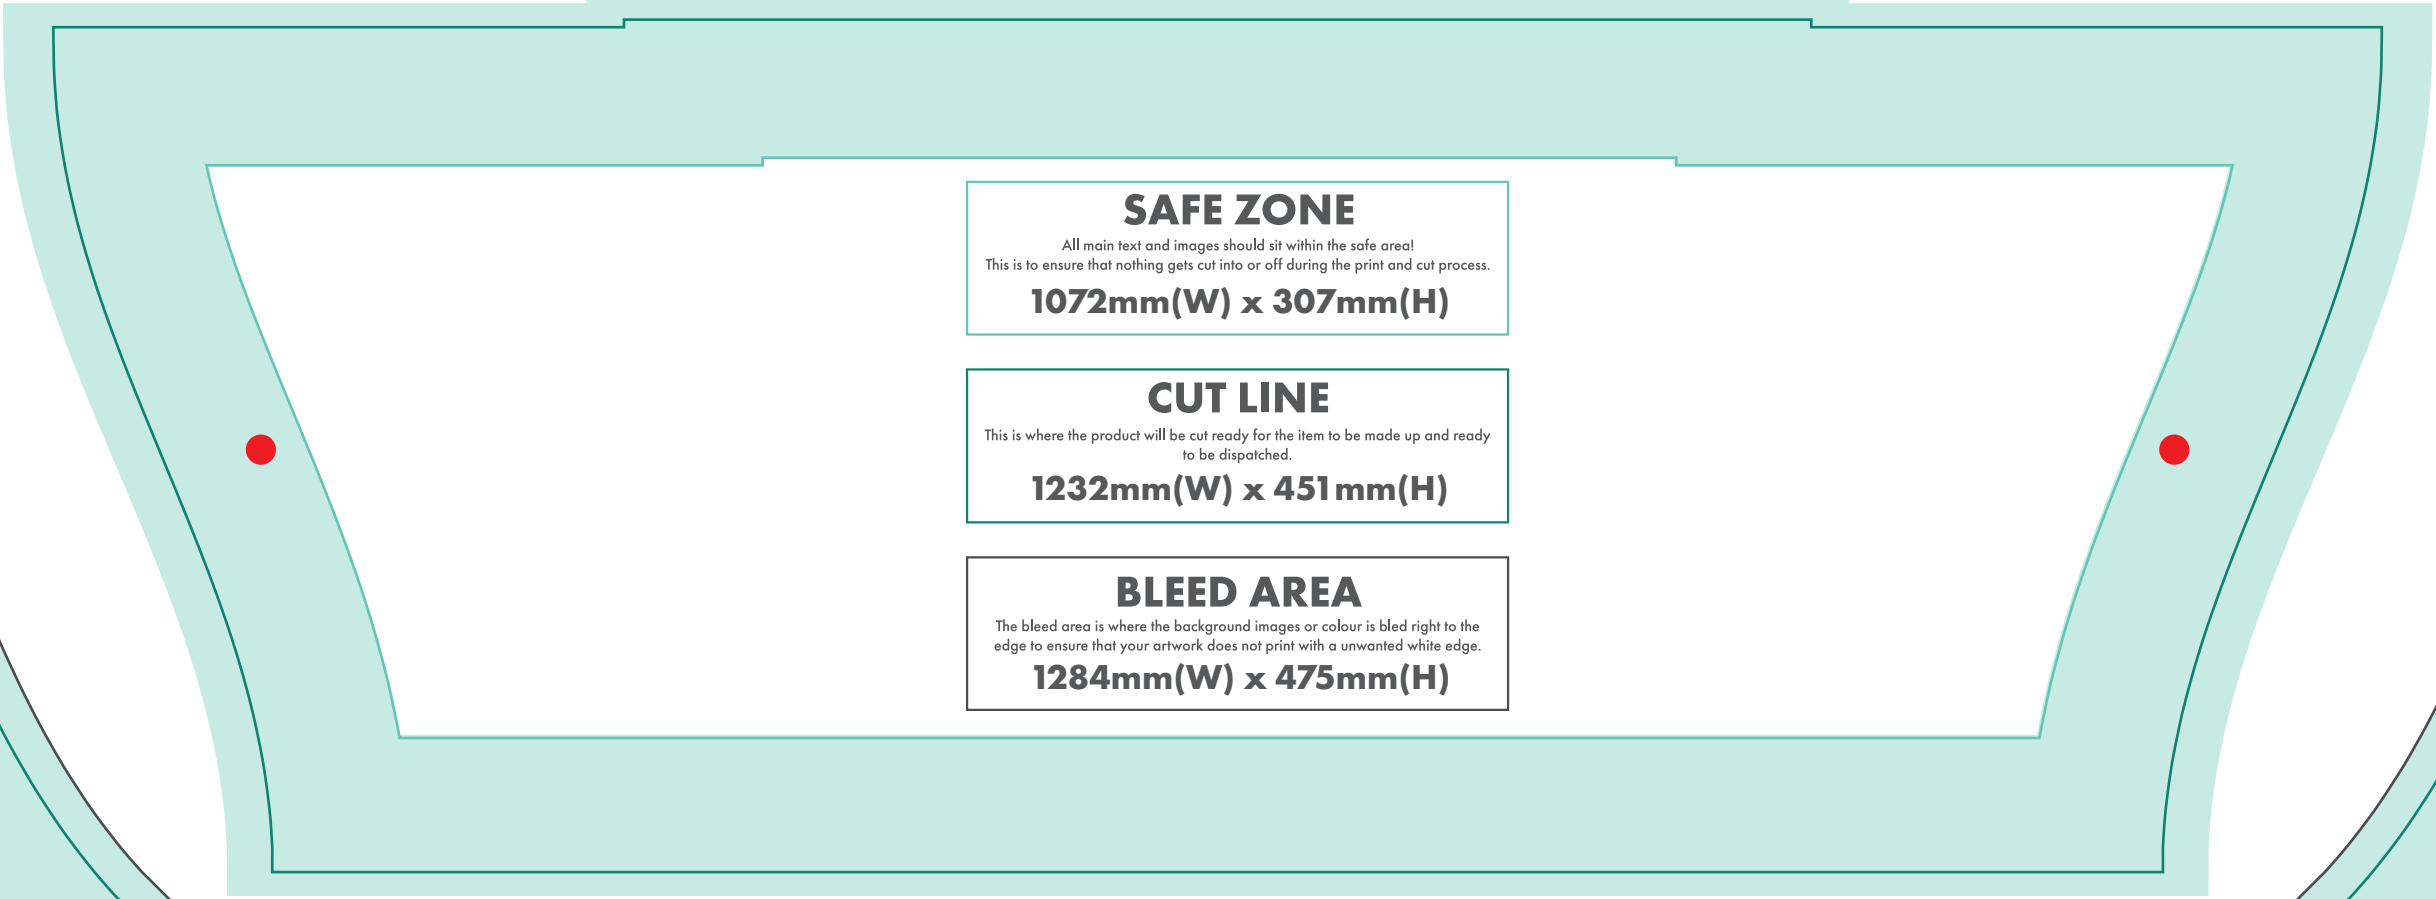 SAFE ZONE
All main text and images should sit within the safe area!
This is to ensure that nothing gets cut into or off during the print and cut process.
1072mm(W) x 307mm(H)
CUT LINE
This is where the product will be cut ready for the item to be made up and ready
to be dispatched.
1232mm(W) x 451mm(H)
BLEED AREA
The bleed area is where the background images or colour is bled right to the
edge to ensure that your artwork does not print with a unwanted white edge.
1284mm(W) x 475mm(H)